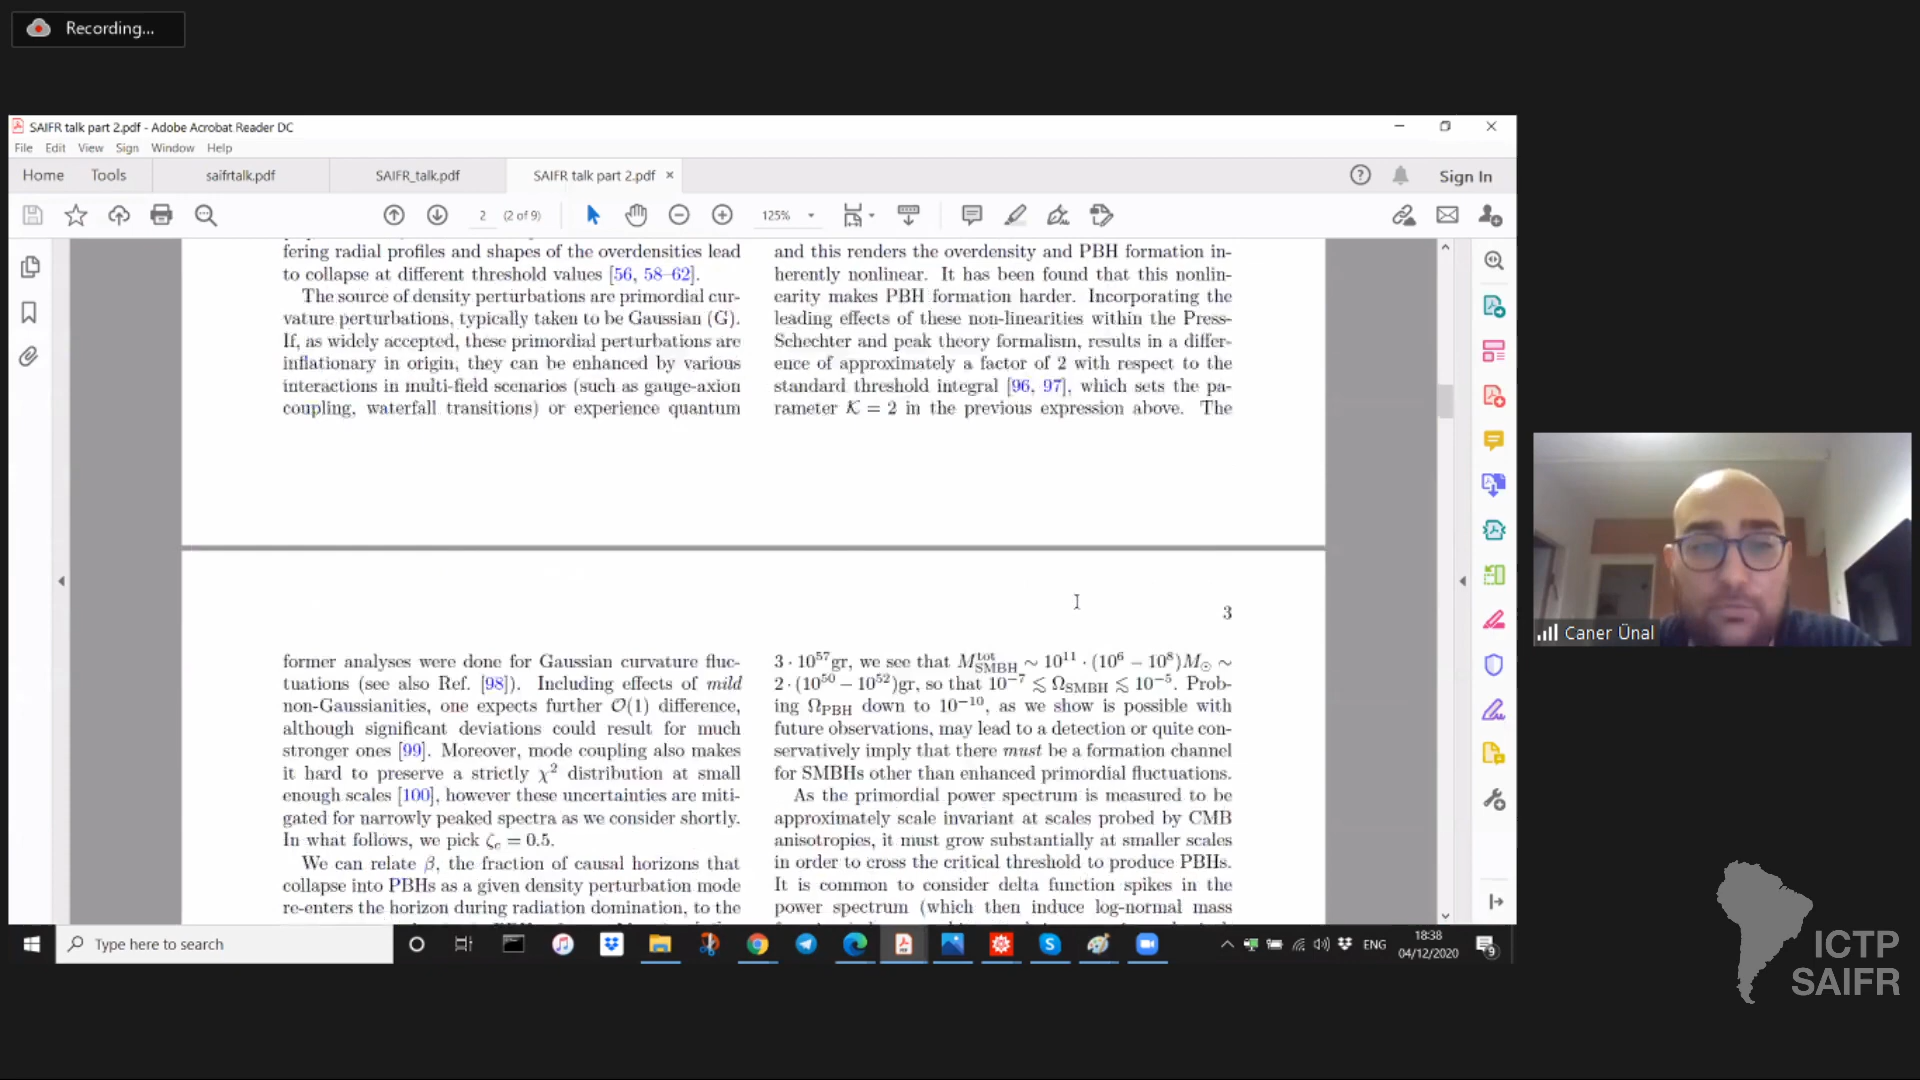 Recording...
SAIFR talk part 2.pdf - Adobe Acrobat Reader DC
File Edit View Sign Window Help
Home Tools saifrtalk.pdf SAIFR_talk.pdf SAIFR talk part 2.pdf × Sign In
2 (2 of 9) 125%
fering radial profiles and shapes of the overdensities lead
to collapse at different threshold values [56, 58–62].
The source of density perturbations are primordial cur-
vature perturbations, typically taken to be Gaussian (G).
If, as widely accepted, these primordial perturbations are
inflationary in origin, they can be enhanced by various
interactions in multi-field scenarios (such as gauge-axion
coupling, waterfall transitions) or experience quantum
and this renders the overdensity and PBH formation in-
herently nonlinear. It has been found that this nonlin-
earity makes PBH formation harder. Incorporating the
leading effects of these non-linearities within the Press-
Schechter and peak theory formalism, results in a differ-
ence of approximately a factor of 2 with respect to the
standard threshold integral [96, 97], which sets the pa-
rameter 𝒦 = 2 in the previous expression above. The
3
former analyses were done for Gaussian curvature fluc-
tuations (see also Ref. [98]). Including effects of mild
non-Gaussianities, one expects further 𝒪(1) difference,
although significant deviations could result for much
stronger ones [99]. Moreover, mode coupling also makes
it hard to preserve a strictly χ² distribution at small
enough scales [100], however these uncertainties are miti-
gated for narrowly peaked spectra as we consider shortly.
In what follows, we pick ζc = 0.5.
We can relate β, the fraction of causal horizons that
collapse into PBHs as a given density perturbation mode
re-enters the horizon during radiation domination, to the
3 · 10⁵⁷gr, we see that M^tot_SMBH ∼ 10¹¹ · (10⁶ − 10⁸)M⊙ ∼
2 · (10⁵⁰ − 10⁵²)gr, so that 10⁻⁷ ≲ Ω_SMBH ≲ 10⁻⁵. Prob-
ing Ω_PBH down to 10⁻¹⁰, as we show is possible with
future observations, may lead to a detection or quite con-
servatively imply that there must be a formation channel
for SMBHs other than enhanced primordial fluctuations.
As the primordial power spectrum is measured to be
approximately scale invariant at scales probed by CMB
anisotropies, it must grow substantially at smaller scales
in order to cross the critical threshold to produce PBHs.
It is common to consider delta function spikes in the
power spectrum (which then induce log-normal mass
Caner Ünal
Type here to search
ENG
18:38
04/12/2020
9
ICTP
SAIFR